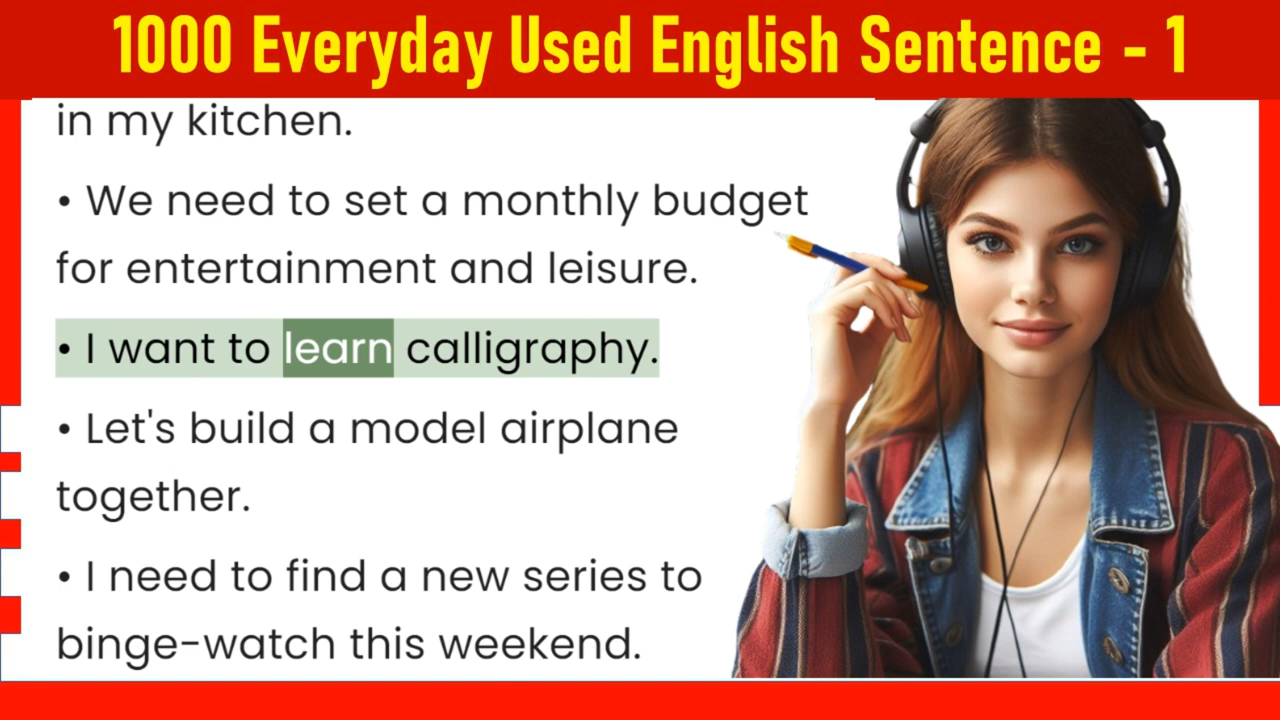 1000 Everyday Used English Sentence - 1
in my kitchen.
• We need to set a monthly budget
for entertainment and leisure.
• I want to learn calligraphy.
• Let's build a model airplane
together.
• I need to find a new series to
binge-watch this weekend.